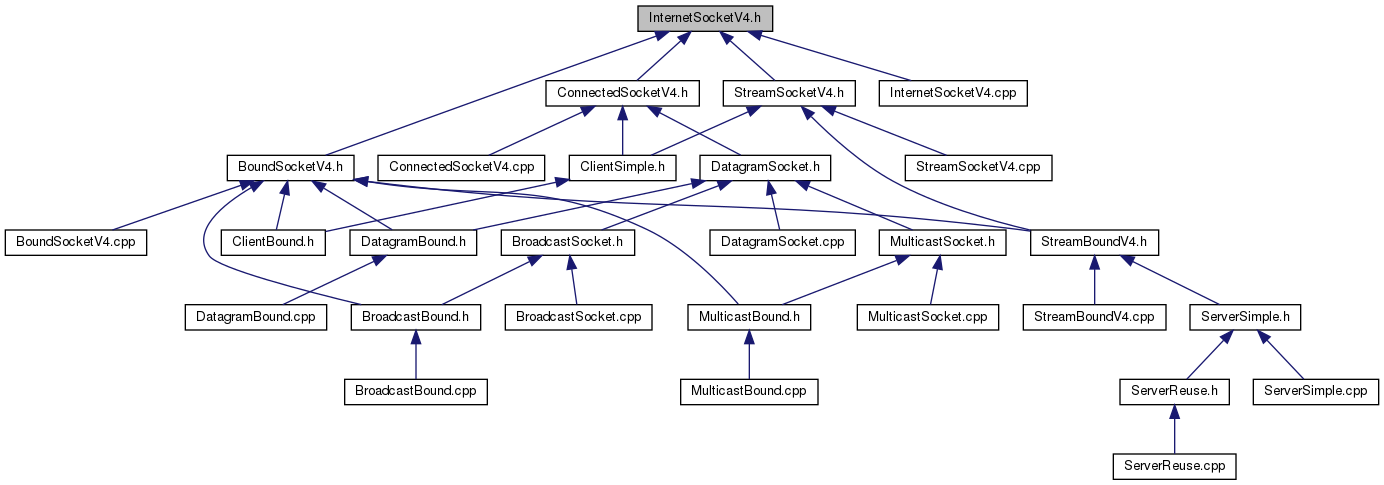 InternetSocketV4.h
ConnectedSocketV4.h
StreamSocketV4.h
InternetSocketV4.cpp
BoundSocketV4.h
ConnectedSocketV4.cpp
ClientSimple.h
DatagramSocket.h
StreamSocketV4.cpp
BoundSocketV4.cpp
ClientBound.h
DatagramBound.h
BroadcastSocket.h
DatagramSocket.cpp
MulticastSocket.h
StreamBoundV4.h
DatagramBound.cpp
BroadcastBound.h
BroadcastSocket.cpp
MulticastBound.h
MulticastSocket.cpp
StreamBoundV4.cpp
ServerSimple.h
BroadcastBound.cpp
MulticastBound.cpp
ServerReuse.h
ServerSimple.cpp
ServerReuse.cpp